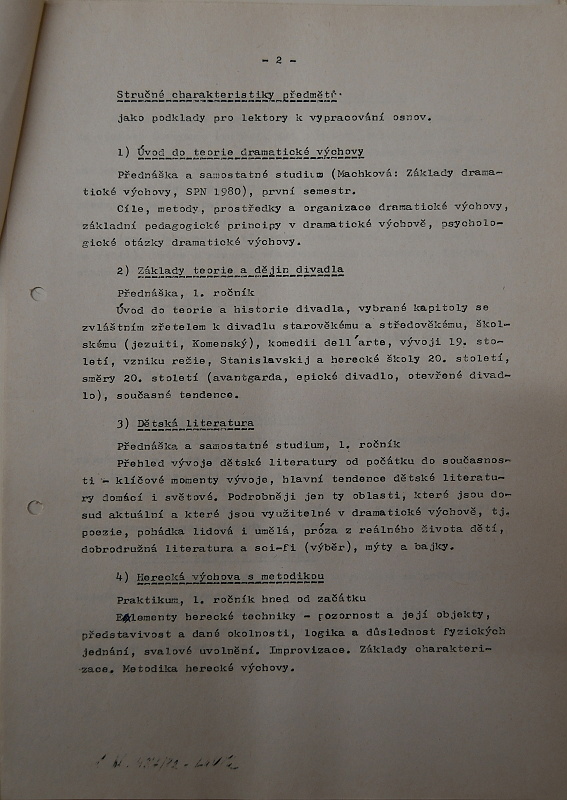 - 2 -
Stručné charakteristiky předmětů
jako podklady pro lektory k vypracování osnov.
1) Úvod do teorie dramatické výchovy
Přednáška a samostatné studium (Machková: Základy drama-
tické výchovy, SPN 1980), první semestr.
Cíle, metody, prostředky a organizace dramatické výchovy,
základní pedagogické principy v dramatické výchově, psycholo-
gické otázky dramatické výchovy.
2) Základy teorie a dějin divadla
Přednáška, 1. ročník
Úvod do teorie a historie divadla, vybrané kapitoly se
zvláštním zřetelem k divadlu starověkému a středověkému, škol-
skému (jezuiti, Komenský), komedii dell´arte, vývoji 19. sto-
letí, vzniku režie, Stanislavskij a herecké školy 20. století,
směry 20. století (avantgarda, epické divadlo, otevřené divad-
lo), současné tendence.
3) Dětská literatura
Přednáška a samostatné studium, 1. ročník
Přehled vývoje dětské literatury od počátku do současnos-
ti - klíčové momenty vývoje, hlavní tendence dětské literatu-
ry domácí i světové. Podrobněji jen ty oblasti, které jsou do-
sud aktuální a které jsou využitelné v dramatické výchově, tj.
poezie, pohádka lidová i umělá, próza z reálného života dětí,
dobrodružná literatura a sci-fi (výběr), mýty a bajky.
4) Herecká výchova s metodikou
Praktikum, 1. ročník hned od začátku
Elementy herecké techniky - pozornost a její objekty,
představivost a dané okolnosti, logika a důslednost fyzických
jednání, svalové uvolnění. Improvizace. Základy charakteri-
zace. Metodika herecké výchovy.